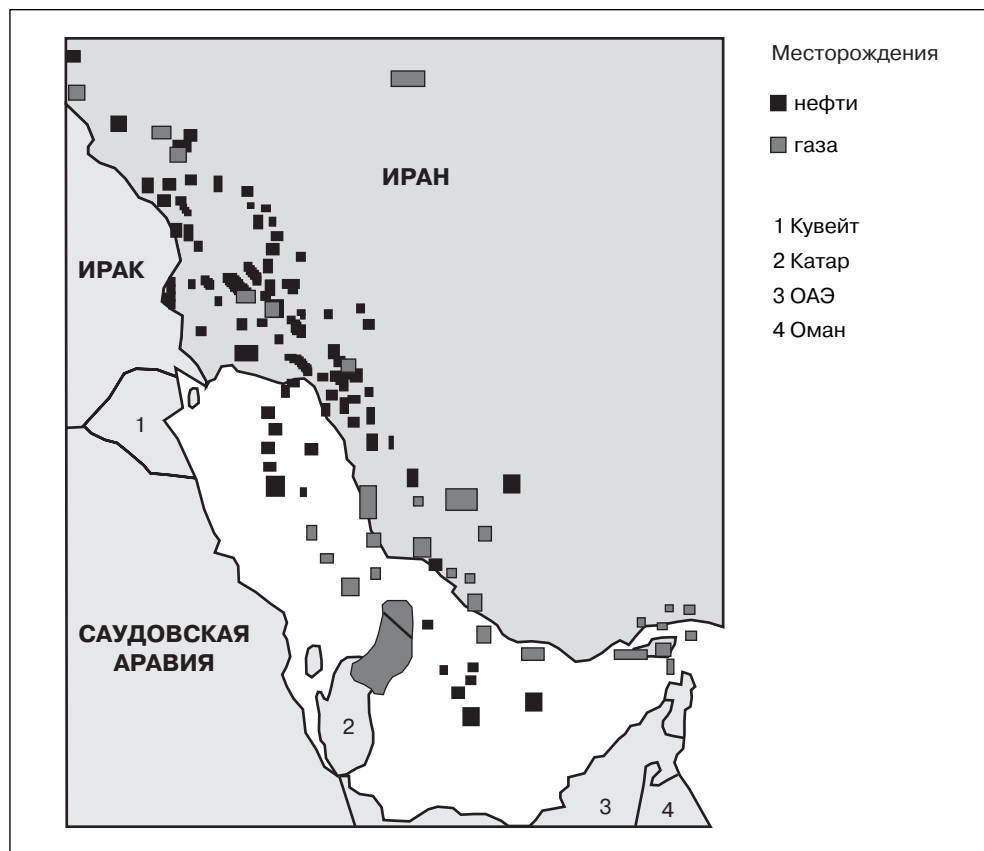 Месторождения
нефти
газа
1 Кувейт
2 Катар
3 ОАЭ
4 Оман
ИРАН
ИРАК
1
САУДОВСКАЯ
АРАВИЯ
2
3
4